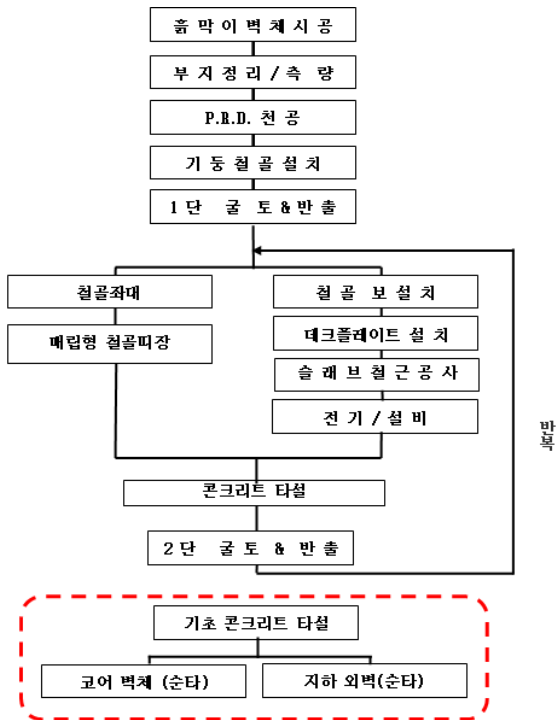 흙 막 이 벽 체 시 공
부 지 정 리 / 측 량
P.R.D. 천 공
기 둥 철 골 설 치
1 단 굴 토 & 반 출
철골좌대
철 골 보 설 치
매립형 철골띠장
데크플레이트 설 치
슬 래 브 철 근 공 사
전 기 / 설 비
반복
콘크리트 타설
2 단 굴 토 & 반 출
기초 콘크리트 타설
코어 벽체 (순타)
지하 외벽(순타)